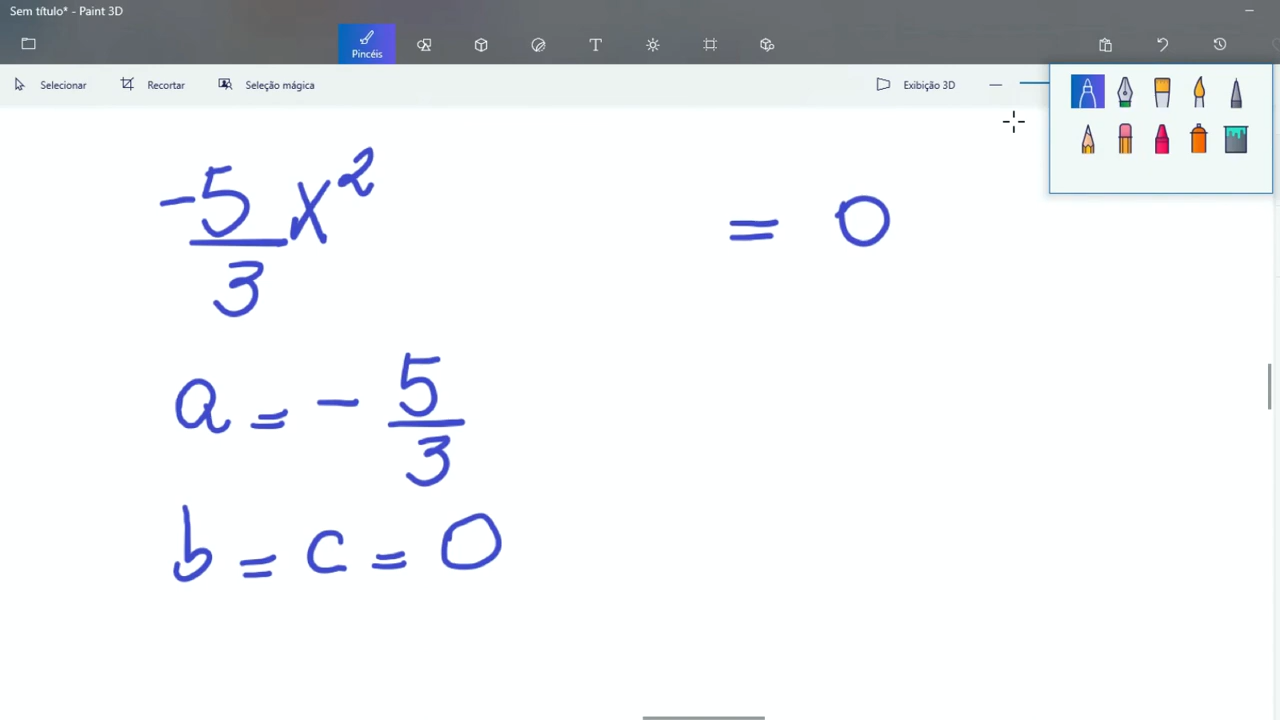 Sem título* - Paint 3D
Pincéis
Selecionar Recortar Seleção mágica Exibição 3D
-5/3 x² = 0
a = - 5/3
b = c = 0